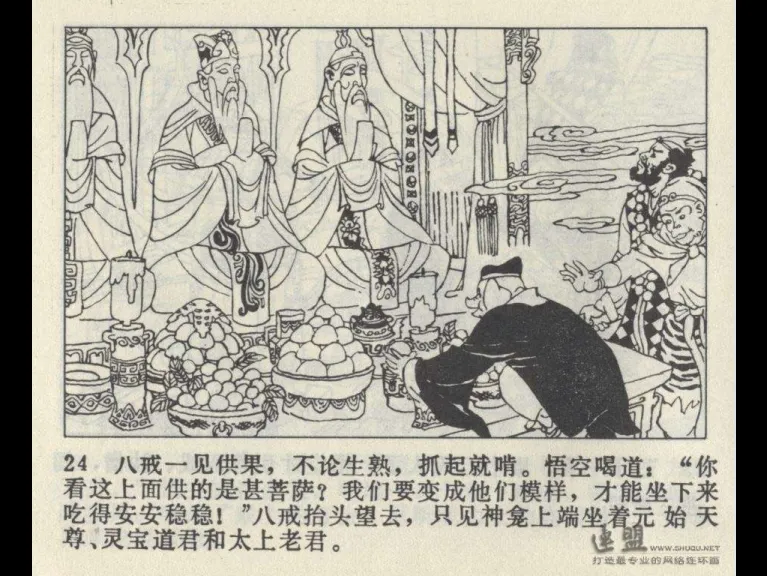 24 八戒一见供果，不论生熟，抓起就啃。悟空喝道：“你
看这上面供的是甚菩萨？我们要变成他们模样，才能坐下来
吃得安安稳稳！”八戒抬头望去，只见神龛上端坐着元 始 天
尊、灵宝道君和太上老君。
连盟 WWW.SHUQU.NET
打造最专业的网络连环画